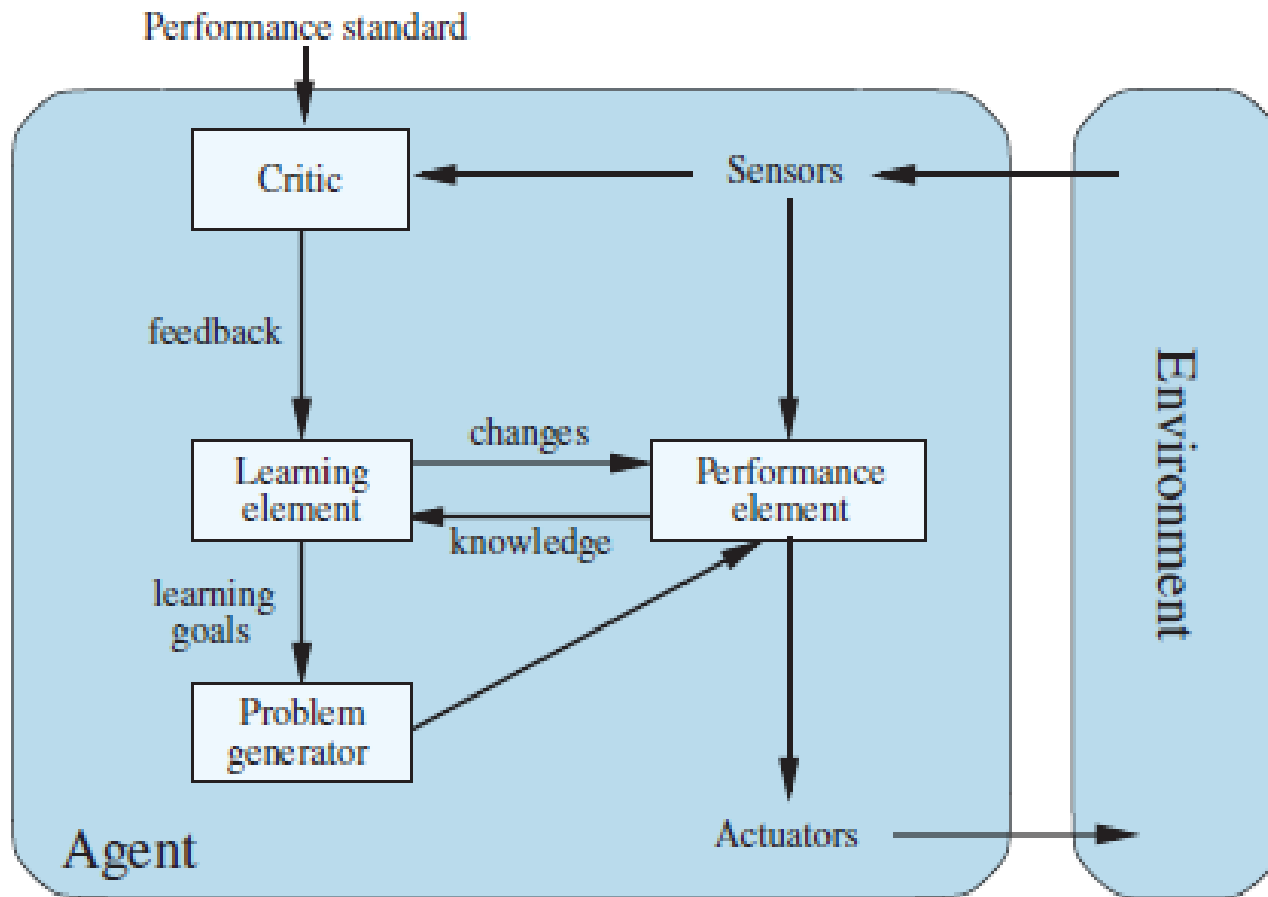 Performance standard
Critic
Sensors
feedback
changes
Learning
element
Performance
element
knowledge
learning
goals
Problem
generator
Agent
Actuators
Environment